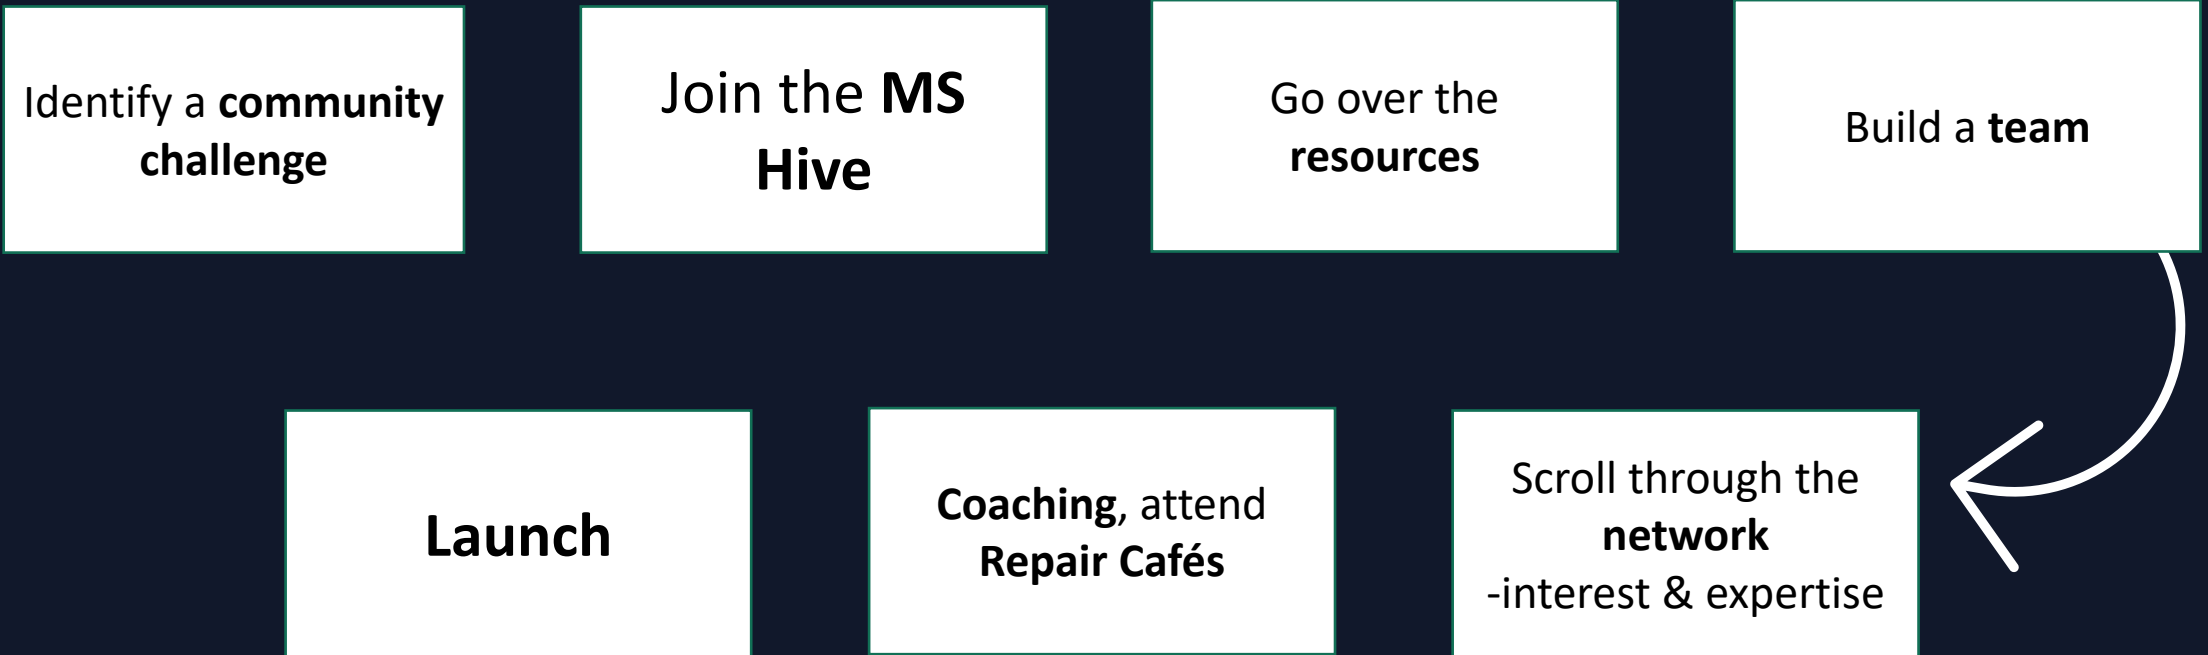 Identify a community
challenge
Join the MS
Hive
Go over the
resources
Build a team
Scroll through the
network
-interest & expertise
Coaching, attend
Repair Cafés
Launch